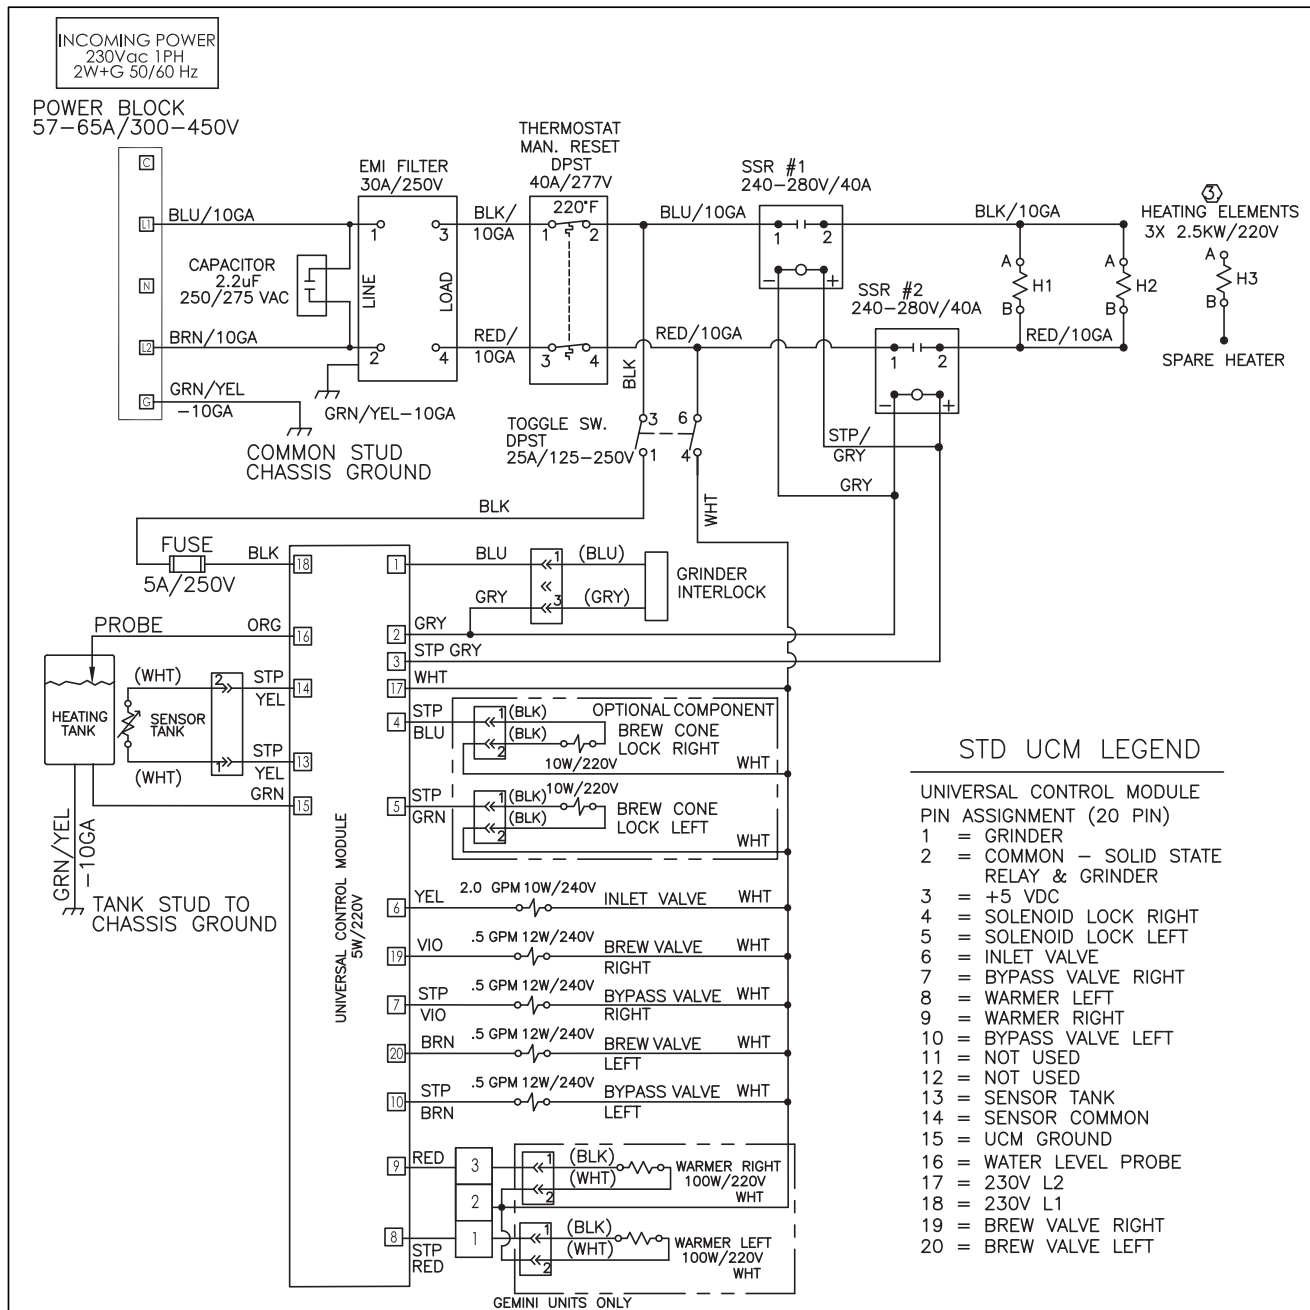 INCOMING POWER
230Vac 1PH
2W+G 50/60 Hz
POWER BLOCK
57-65A/300-450V
C
L1
N
L2
G
BLU/10GA
BRN/10GA
GRN/YEL
-10GA
CAPACITOR
2.2uF
250/275 VAC
COMMON STUD
CHASSIS GROUND
EMI FILTER
30A/250V
1
2
3
4
LINE
LOAD
GRN/YEL-10GA
BLK/
10GA
RED/
10GA
THERMOSTAT
MAN. RESET
DPST
40A/277V
220°F
1
2
3
4
BLU/10GA
RED/10GA
BLK
TOGGLE SW.
DPST
25A/125-250V
3
6
1
4
WHT
BLK
SSR #1
240-280V/40A
1
2
-
+
SSR #2
240-280V/40A
1
2
-
+
STP/
GRY
GRY
BLK/10GA
RED/10GA
3
HEATING ELEMENTS
3X 2.5KW/220V
A
H1
B
A
H2
B
A
H3
B
SPARE HEATER
FUSE
5A/250V
BLK
18
PROBE
ORG
16
HEATING
TANK
(WHT)
SENSOR
TANK
(WHT)
2
1
STP
YEL
14
STP
YEL
13
GRN
15
GRN/YEL
-10GA
TANK STUD TO
CHASSIS GROUND
UNIVERSAL CONTROL MODULE
5W/220V
1
BLU
1
(BLU)
GRY
3
(GRY)
GRINDER
INTERLOCK
2
GRY
3
STP GRY
17
WHT
4
STP
BLU
1
(BLK)
OPTIONAL COMPONENT
2
(BLK)
BREW CONE
LOCK RIGHT
10W/220V
WHT
5
STP
GRN
1
(BLK)
10W/220V
2
(BLK)
BREW CONE
LOCK LEFT
WHT
6
YEL
2.0 GPM 10W/240V
INLET VALVE
WHT
19
VIO
.5 GPM 12W/240V
BREW VALVE
RIGHT
WHT
7
STP
VIO
.5 GPM 12W/240V
BYPASS VALVE
RIGHT
WHT
20
BRN
.5 GPM 12W/240V
BREW VALVE
LEFT
WHT
10
STP
BRN
.5 GPM 12W/240V
BYPASS VALVE
LEFT
WHT
9
RED
3
2
1
1
(BLK)
2
(WHT)
WARMER RIGHT
100W/220V
WHT
8
STP
RED
1
(BLK)
2
(WHT)
WARMER LEFT
100W/220V
WHT
GEMINI UNITS ONLY
STD UCM LEGEND
UNIVERSAL CONTROL MODULE
PIN ASSIGNMENT (20 PIN)
1 = GRINDER
2 = COMMON - SOLID STATE
RELAY & GRINDER
3 = +5 VDC
4 = SOLENOID LOCK RIGHT
5 = SOLENOID LOCK LEFT
6 = INLET VALVE
7 = BYPASS VALVE RIGHT
8 = WARMER LEFT
9 = WARMER RIGHT
10 = BYPASS VALVE LEFT
11 = NOT USED
12 = NOT USED
13 = SENSOR TANK
14 = SENSOR COMMON
15 = UCM GROUND
16 = WATER LEVEL PROBE
17 = 230V L2
18 = 230V L1
19 = BREW VALVE RIGHT
20 = BREW VALVE LEFT